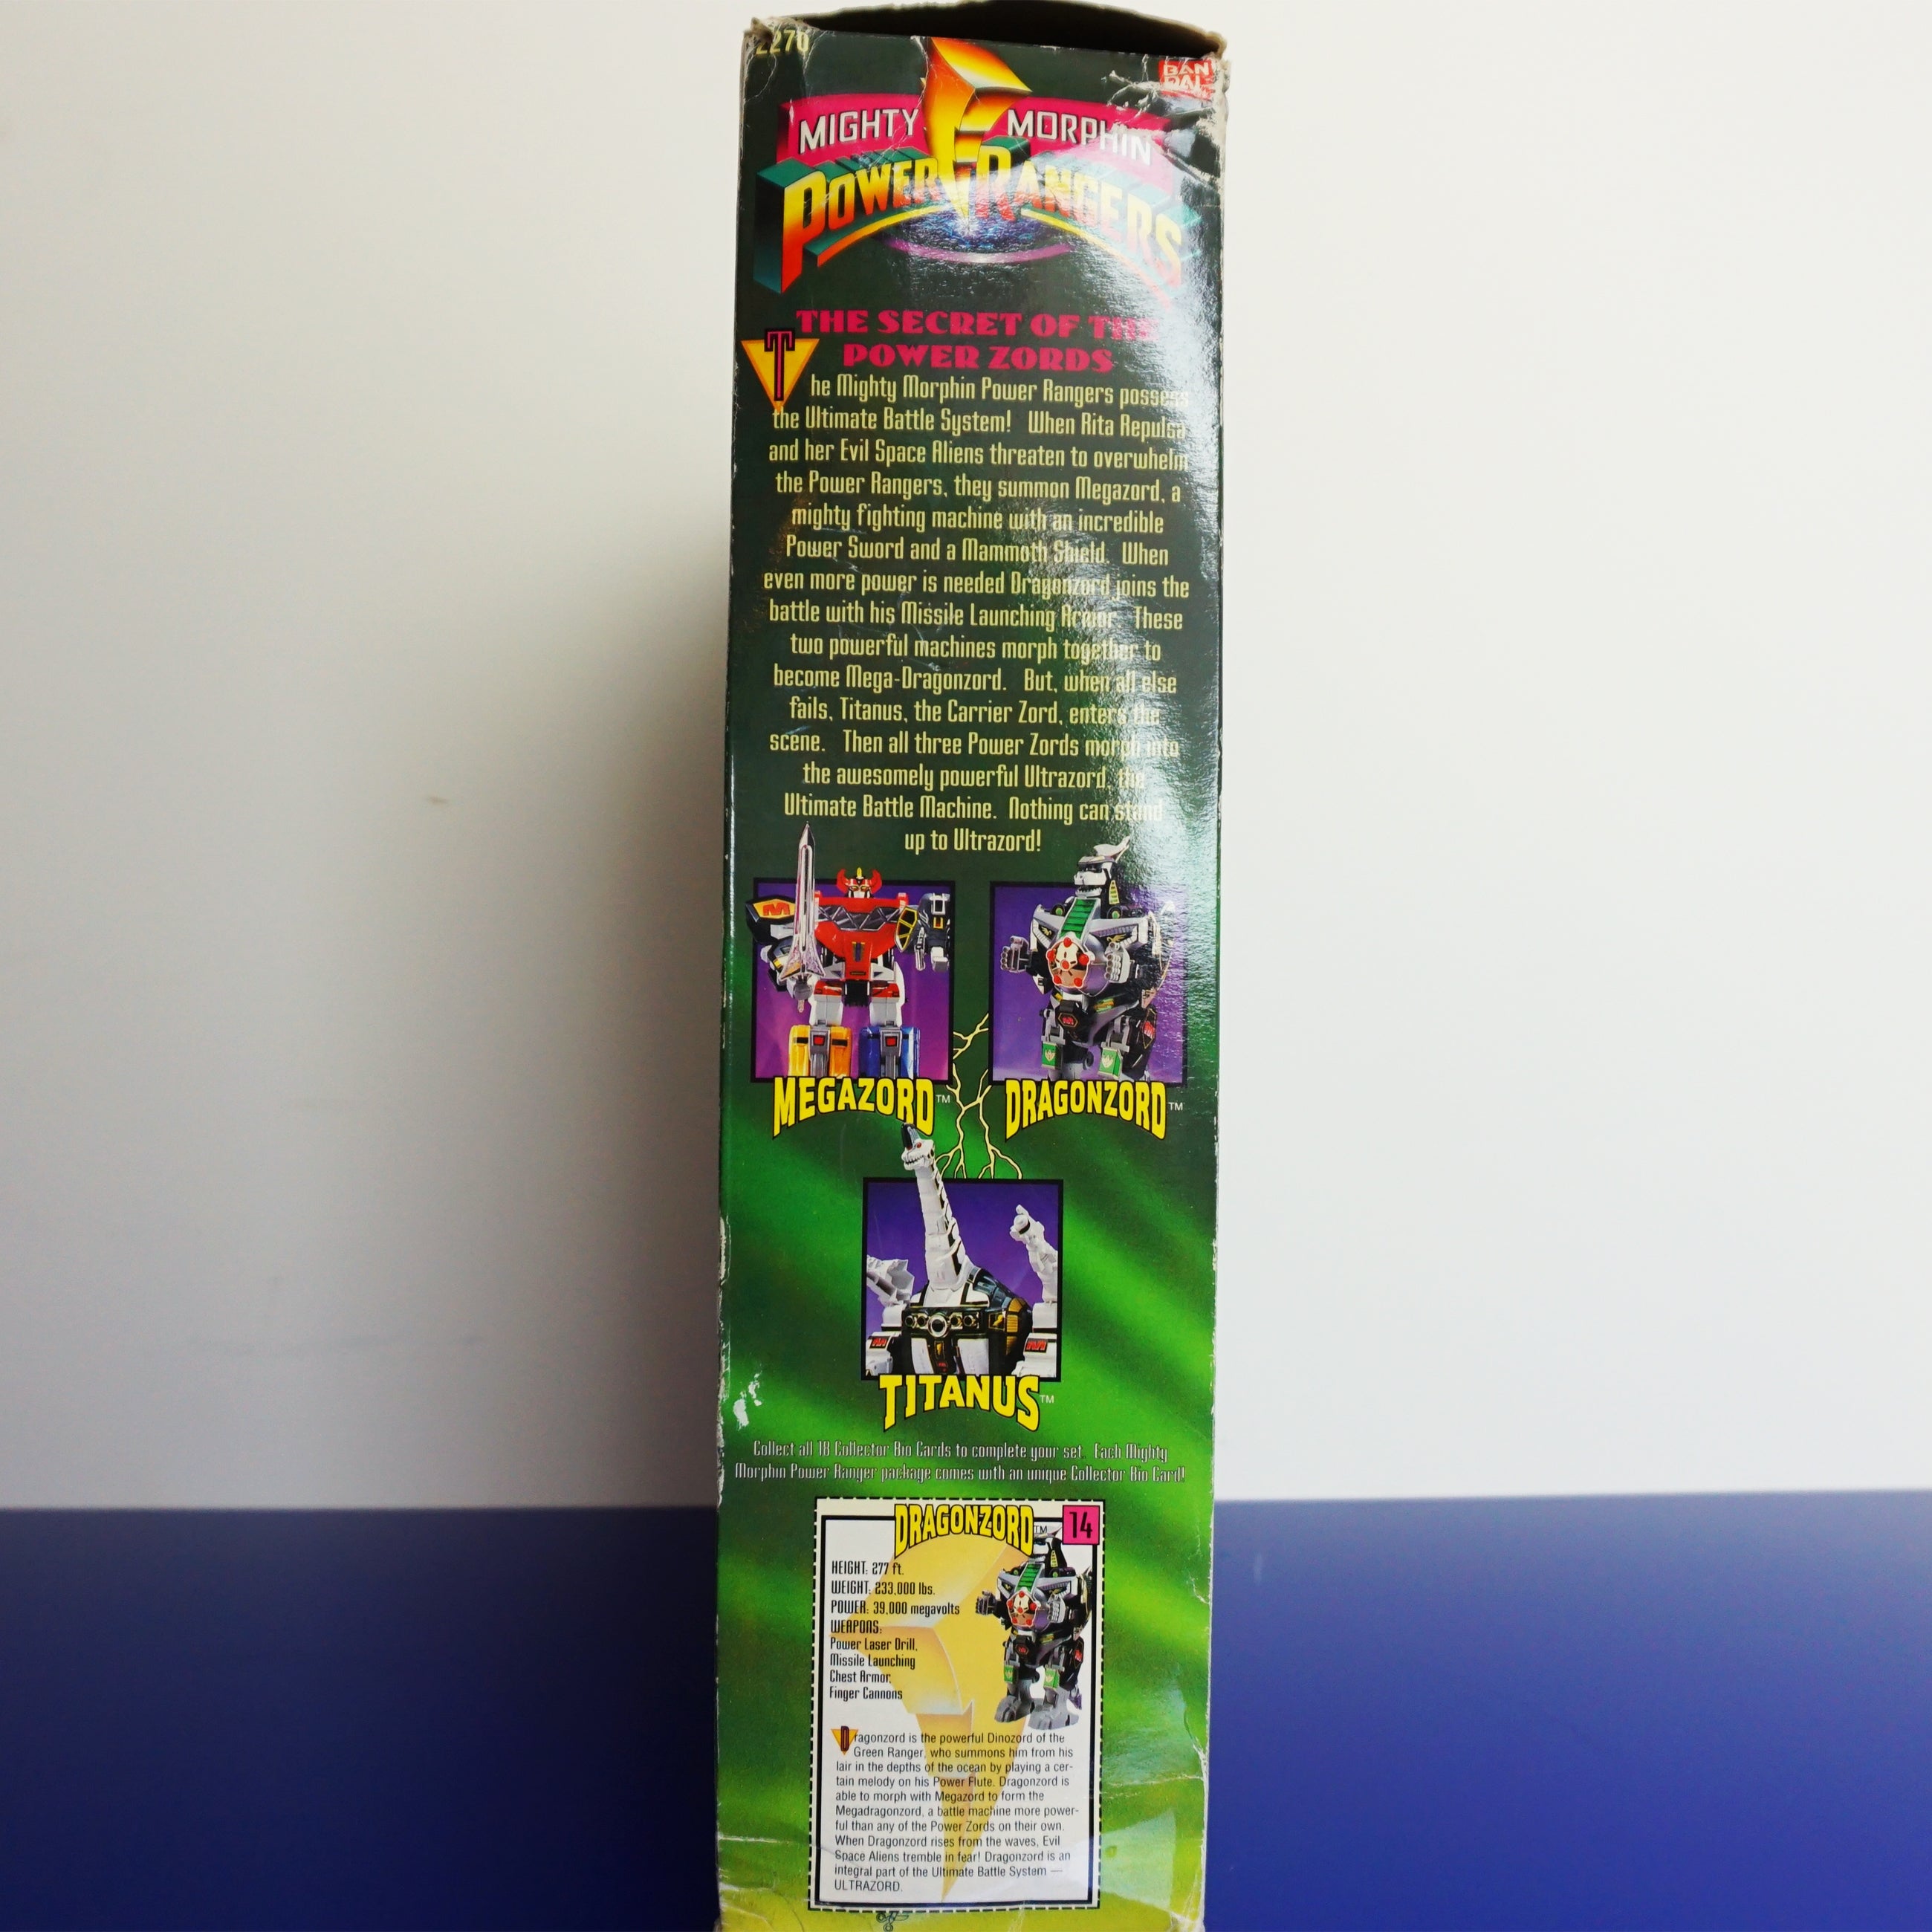 2270
BAN
DAI
MIGHTY MORPHIN
POWER RANGERS
THE SECRET OF THE
POWER ZORDS
The Mighty Morphin Power Rangers possess
the Ultimate Battle System! When Rita Repulsa
and her Evil Space Aliens threaten to overwhelm
the Power Rangers, they summon Megazord, a
mighty fighting machine with an incredible
Power Sword and a Mammoth Shield. When
even more power is needed Dragonzord joins the
battle with his Missile Launching Armor. These
two powerful machines morph together to
become Mega-Dragonzord. But, when all else
fails, Titanus, the Carrier Zord, enters the
scene. Then all three Power Zords morph into
the awesomely powerful Ultrazord, the
Ultimate Battle Machine. Nothing can stand
up to Ultrazord!
MEGAZORD™ DRAGONZORD™
TITANUS™
Collect all 18 Collector Bio Cards to complete your set. Each Mighty
Morphin Power Ranger package comes with an unique Collector Bio Card!
DRAGONZORD™ 14
HEIGHT: 277 ft.
WEIGHT: 233,000 lbs.
POWER: 39,000 megavolts
WEAPONS:
Power Laser Drill,
Missile Launching
Chest Armor,
Finger Cannons
Dragonzord is the powerful Dinozord of the
Green Ranger, who summons him from his
lair in the depths of the ocean by playing a cer-
tain melody on his Power Flute. Dragonzord is
able to morph with Megazord to form the
Megadragonzord, a battle machine more power-
ful than any of the Power Zords on their own.
When Dragonzord rises from the waves, Evil
Space Aliens tremble in fear! Dragonzord is an
integral part of the Ultimate Battle System —
ULTRAZORD.